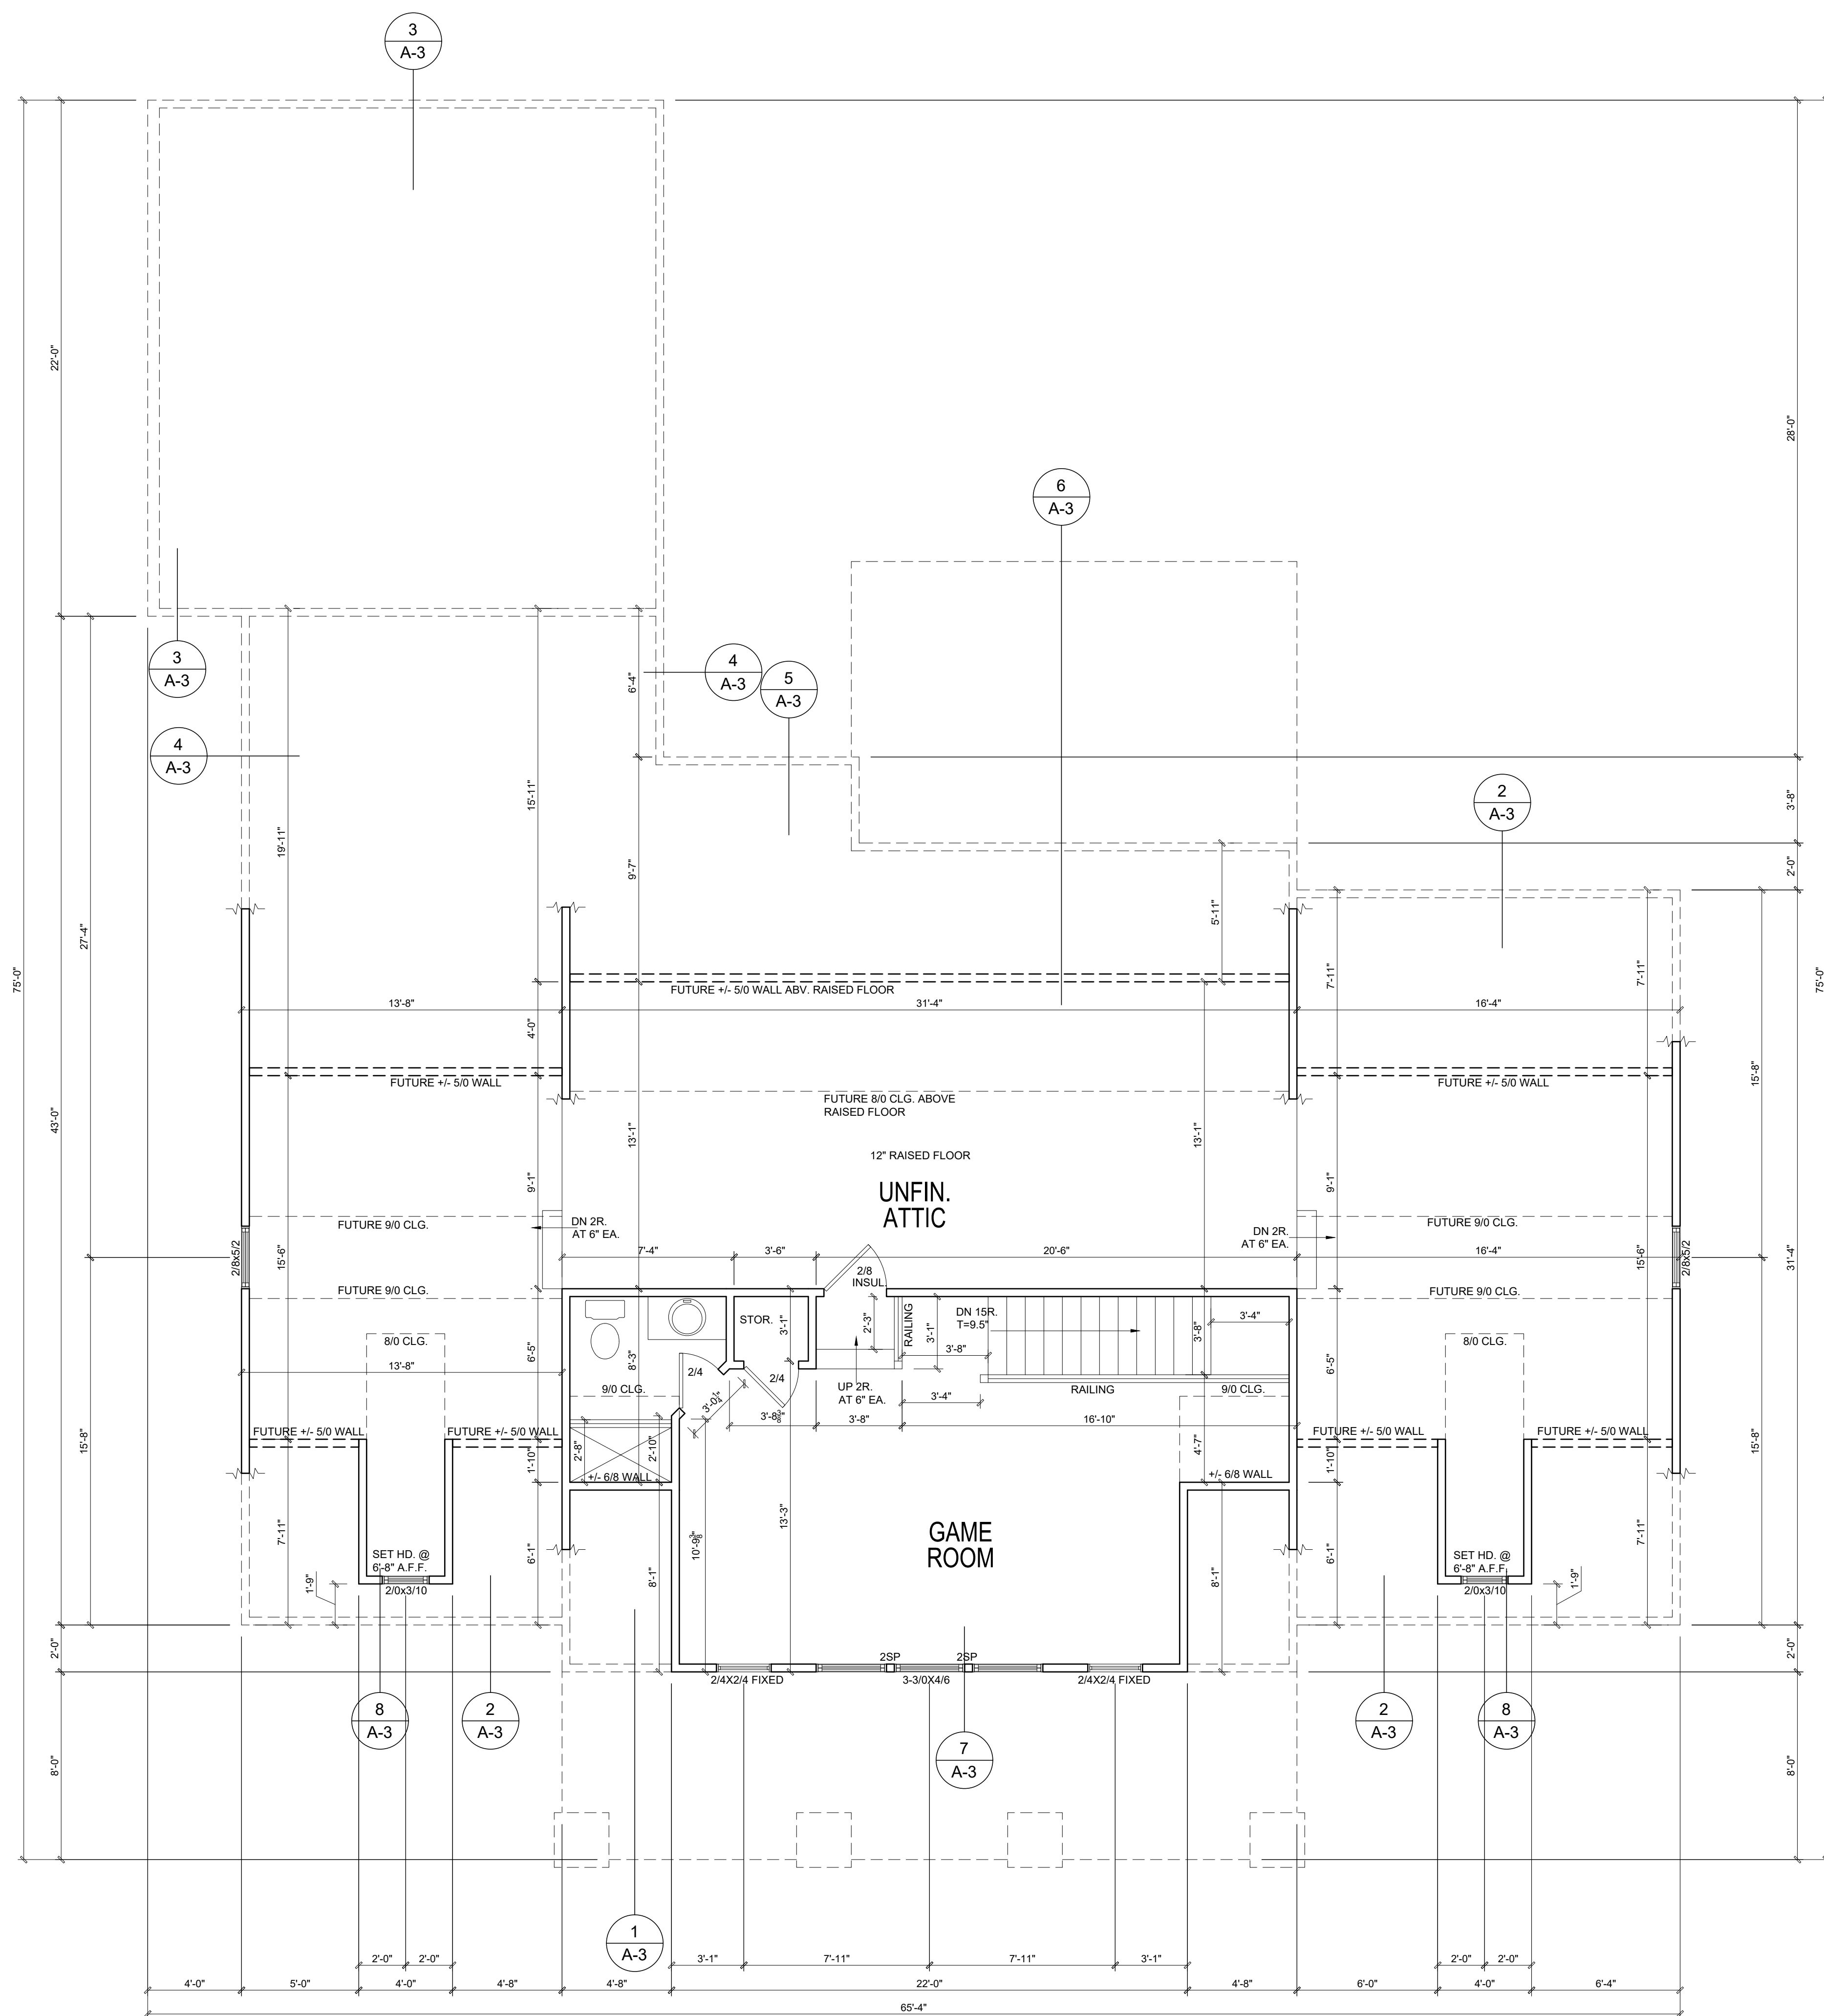 3
A-3
22'-0"
28'-0"
6
A-3
3
A-3
4
A-3
5
A-3
6'-4"
4
A-3
2
A-3
15'-11"
19'-11"
9'-7"
3'-8"
2'-0"
5'-11"
27'-4"
75'-0"
75'-0"
7'-11"
7'-11"
FUTURE +/- 5/0 WALL ABV. RAISED FLOOR
13'-8"
31'-4"
16'-4"
4'-0"
15'-8"
FUTURE +/- 5/0 WALL
FUTURE +/- 5/0 WALL
FUTURE 8/0 CLG. ABOVE
RAISED FLOOR
43'-0"
13'-1"
13'-1"
12" RAISED FLOOR
9'-1"
9'-1"
UNFIN.
ATTIC
FUTURE 9/0 CLG.
DN 2R.
AT 6" EA.
DN 2R.
AT 6" EA.
FUTURE 9/0 CLG.
2/8x5/2
15'-6"
7'-4"
3'-6"
20'-6"
16'-4"
15'-6"
2/8x5/2
31'-4"
2/8
INSUL.
FUTURE 9/0 CLG.
FUTURE 9/0 CLG.
STOR.
3'-1"
2'-3"
RAILING
3'-1"
DN 15R.
T=9.5"
3'-8"
3'-4"
8/0 CLG.
8/0 CLG.
6'-5"
8'-3"
3'-8"
6'-5"
13'-8"
2/4
2/4
9/0 CLG.
3'-0¼"
UP 2R.
AT 6" EA.
3'-4"
RAILING
9/0 CLG.
3'-8⅜"
3'-8"
16'-10"
FUTURE +/- 5/0 WALL
FUTURE +/- 5/0 WALL
FUTURE +/- 5/0 WALL
FUTURE +/- 5/0 WALL
15'-8"
1'-10"
2'-8"
2'-10"
4'-7"
1'-10"
15'-8"
+/- 6/8 WALL
+/- 6/8 WALL
7'-11"
13'-3"
GAME
ROOM
10'-9⅜"
7'-11"
SET HD. @
6'-8" A.F.F.
6'-1"
8'-1"
8'-1"
6'-1"
SET HD. @
6'-8" A.F.F.
1'-9"
2/0x3/10
2/0x3/10
1'-9"
2'-0"
2SP
2SP
2'-0"
2/4X2/4 FIXED
3-3/0X4/6
2/4X2/4 FIXED
8
A-3
2
A-3
2
A-3
8
A-3
7
A-3
8'-0"
8'-0"
1
A-3
2'-0"
2'-0"
3'-1"
7'-11"
7'-11"
3'-1"
2'-0"
2'-0"
4'-0"
5'-0"
4'-0"
4'-8"
4'-8"
22'-0"
4'-8"
6'-0"
4'-0"
6'-4"
65'-4"